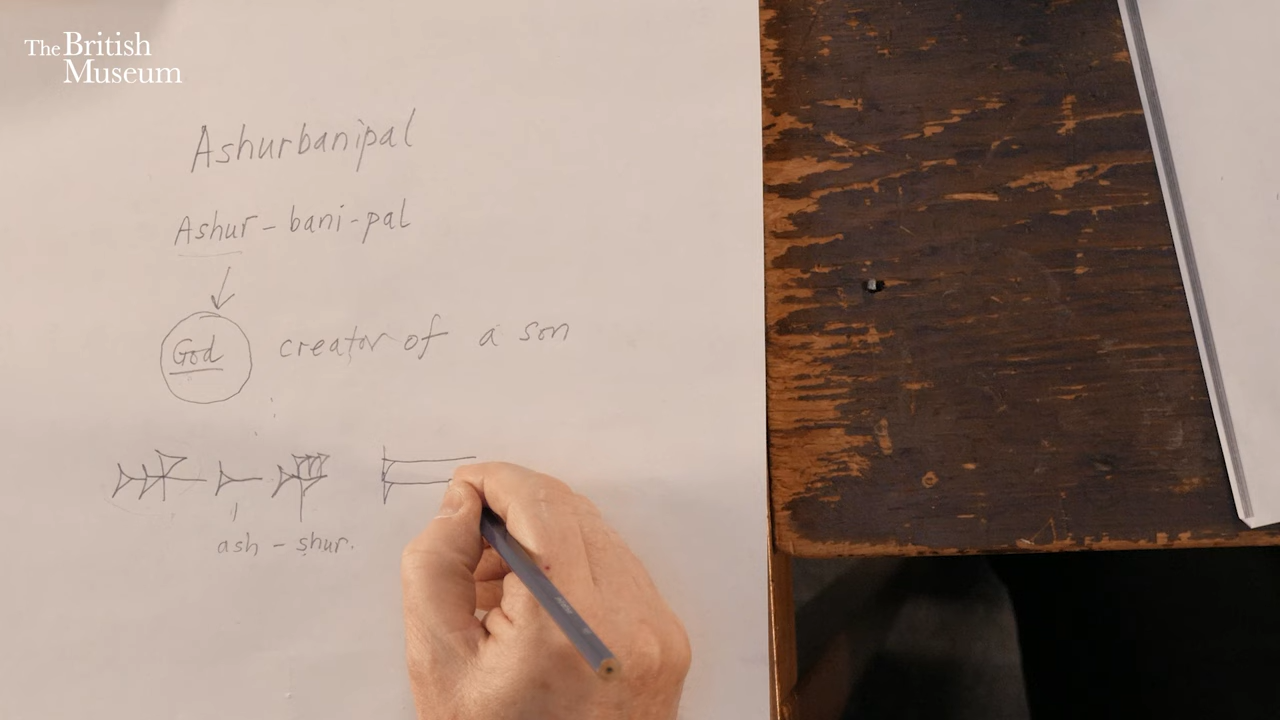 The British
Museum
Ashurbanipal
Ashur-bani-pal
God creator of a son
𒀭 𒀸 𒋩
ash - shur.